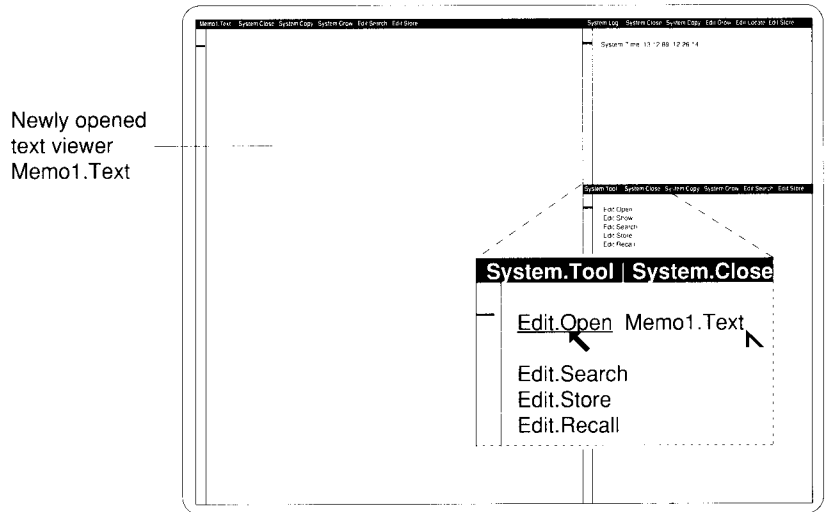 Memo1.Text System.Close System.Copy System.Grow Edit.Search Edit.Store
System.Log System.Close System.Copy Edit.Grow Edit.Locate Edit.Store
System.Time 13.12.89 12:26:14
Newly opened
text viewer
Memo1.Text
System.Tool System.Close System.Copy System.Grow Edit.Search Edit.Store
Edit.Open
Edit.Show
Edit.Search
Edit.Store
Edit.Recall
System.Tool | System.Close
Edit.Open Memo1.Text
Edit.Search
Edit.Store
Edit.Recall